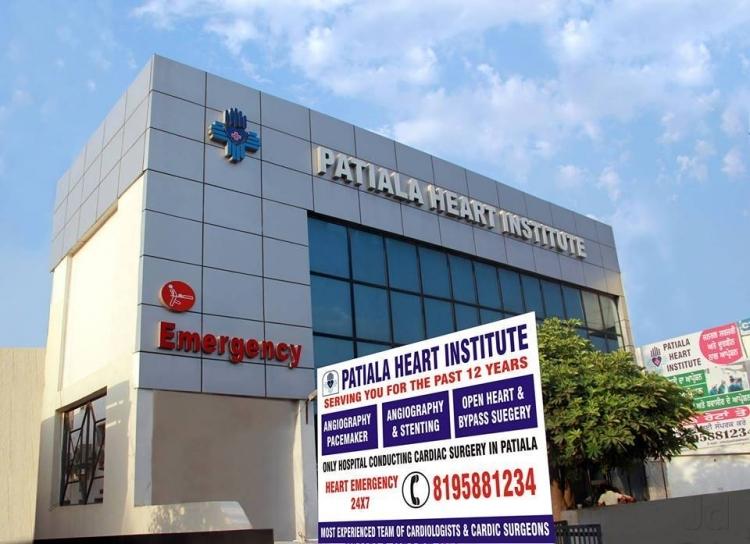 PATIALA HEART INSTITUTE
Emergency
PATIALA HEART INSTITUTE
SERVING YOU FOR THE PAST 12 YEARS
ANGIOGRAPHY
PACEMAKER
ANGIOGRAPHY
& STENTING
OPEN HEART &
BYPASS SUEGERY
ONLY HOSPITAL CONDUCTING CARDIAC SURGERY IN PATIALA
HEART EMERGENCY
24X7
8195881234
MOST EXPERIENCED TEAM OF CARDIOLOGISTS & CARDIC SURGEONS
PATIALA
HEART
INSTITUTE
5881234
Jd